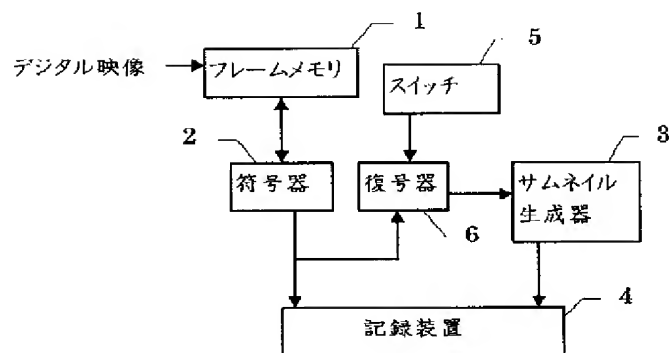 1
5
デジタル映像
フレームメモリ
スイッチ
2
3
符号器
復号器
サムネイル
生成器
6
4
記録装置